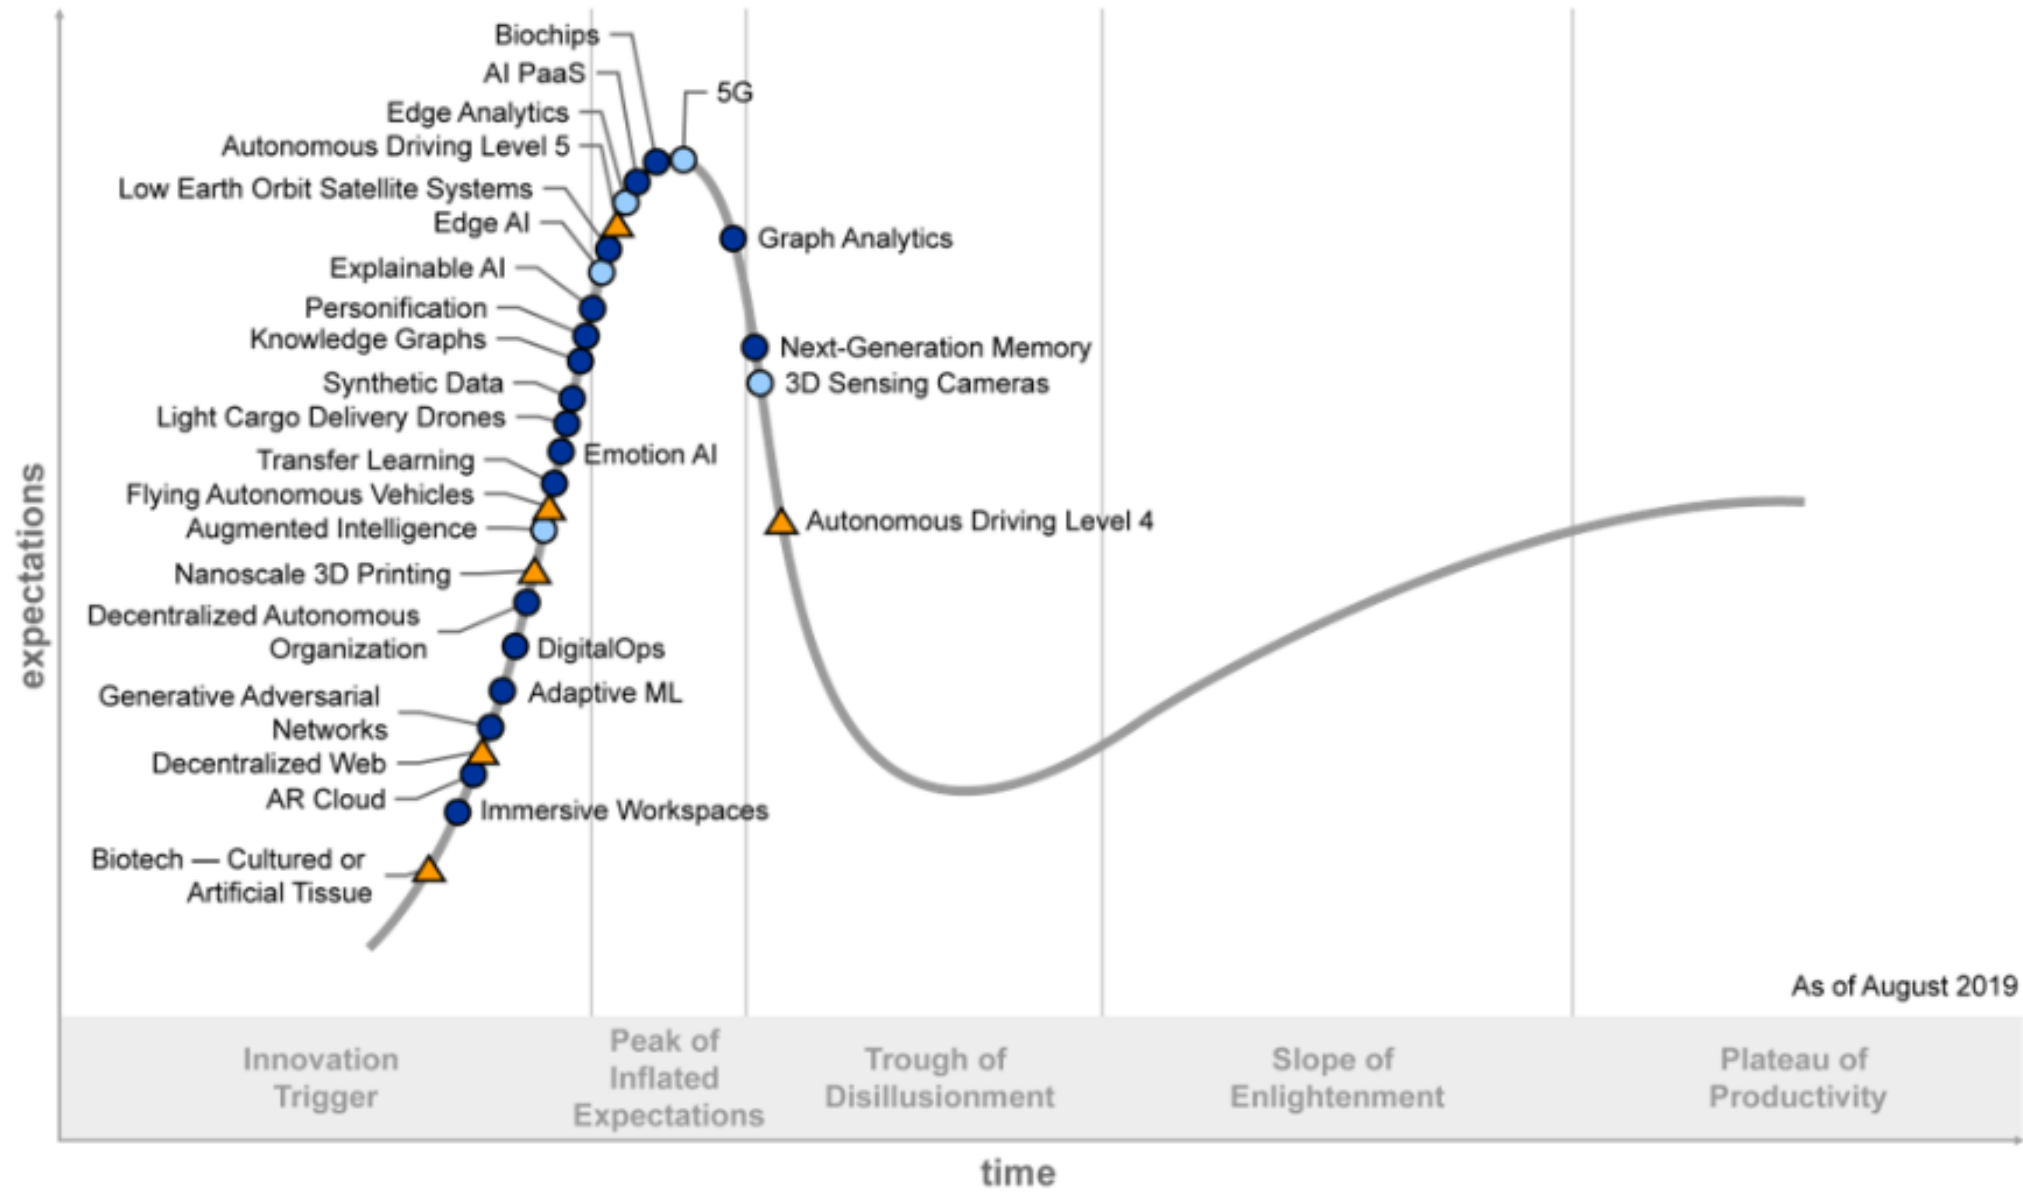 Biochips
AI PaaS
5G
Edge Analytics
Autonomous Driving Level 5
Low Earth Orbit Satellite Systems
Edge AI
Graph Analytics
Explainable AI
Personification
Knowledge Graphs
Next-Generation Memory
Synthetic Data
3D Sensing Cameras
Light Cargo Delivery Drones
Emotion AI
Transfer Learning
Flying Autonomous Vehicles
Autonomous Driving Level 4
Augmented Intelligence
Nanoscale 3D Printing
Decentralized Autonomous
Organization
DigitalOps
Generative Adversarial
Networks
Adaptive ML
Decentralized Web
AR Cloud
Immersive Workspaces
Biotech — Cultured or
Artificial Tissue
expectations
As of August 2019
Innovation
Trigger
Peak of
Inflated
Expectations
Trough of
Disillusionment
Slope of
Enlightenment
Plateau of
Productivity
time